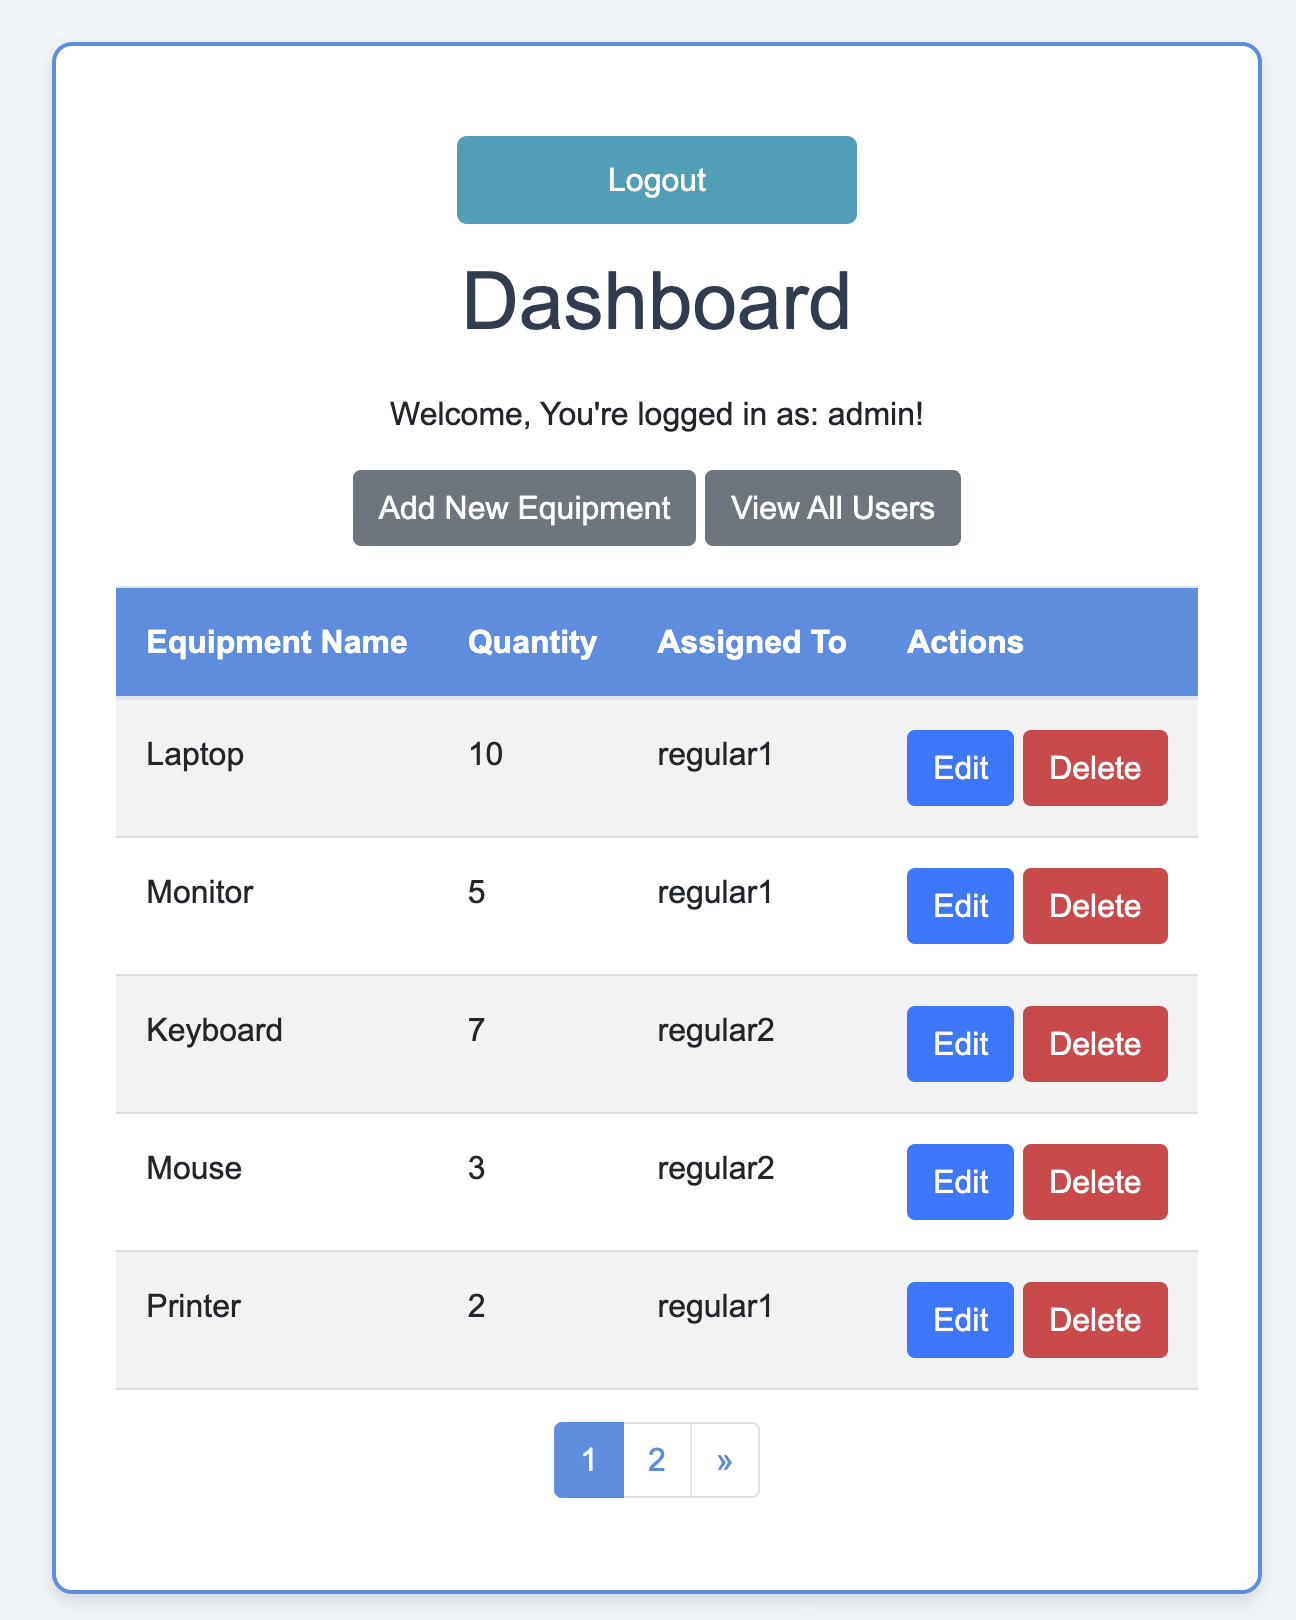 Logout
Dashboard
Welcome, You're logged in as: admin!
Add New Equipment View All Users
Equipment Name Quantity Assigned To Actions
Laptop 10 regular1 Edit Delete
Monitor 5 regular1 Edit Delete
Keyboard 7 regular2 Edit Delete
Mouse 3 regular2 Edit Delete
Printer 2 regular1 Edit Delete
1 2 »